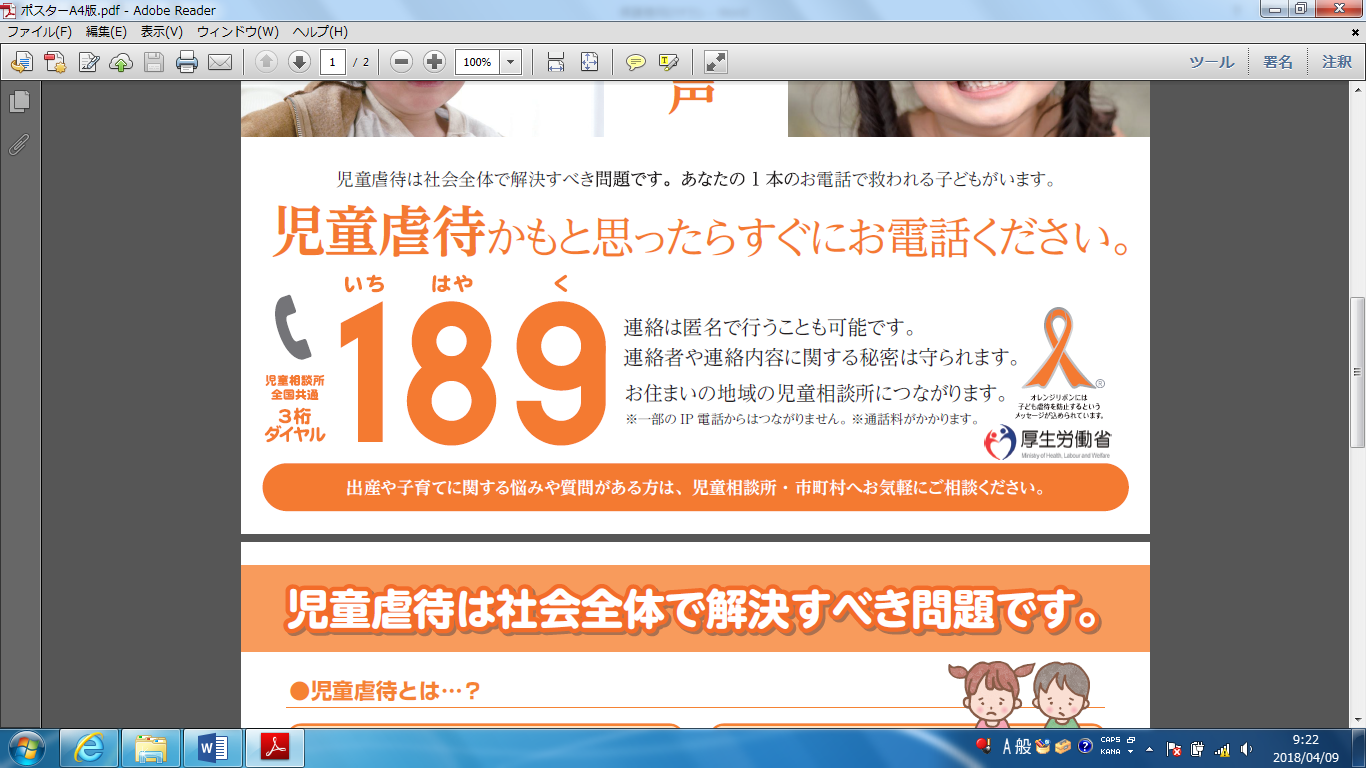 ポスターA4版.pdf - Adobe Reader
ファイル(F) 編集(E) 表示(V) ウィンドウ(W) ヘルプ(H)
1 / 2 100% ツール 署名 注釈
声
児童虐待は社会全体で解決すべき問題です。あなたの1本のお電話で救われる子どもがいます。
児童虐待かもと思ったらすぐにお電話ください。
いち はや く
189
児童相談所
全国共通
3桁
ダイヤル
連絡は匿名で行うことも可能です。
連絡者や連絡内容に関する秘密は守られます。
お住まいの地域の児童相談所につながります。
※一部のIP電話からはつながりません。※通話料がかかります。
オレンジリボンには
子ども虐待を防止するという
メッセージが込められています。
厚生労働省
Ministry of Health, Labour and Welfare
出産や子育てに関する悩みや質問がある方は、児童相談所・市町村へお気軽にご相談ください。
児童虐待は社会全体で解決すべき問題です。
●児童虐待とは…？
A 般
CAPS
KANA
9:22
2018/04/09